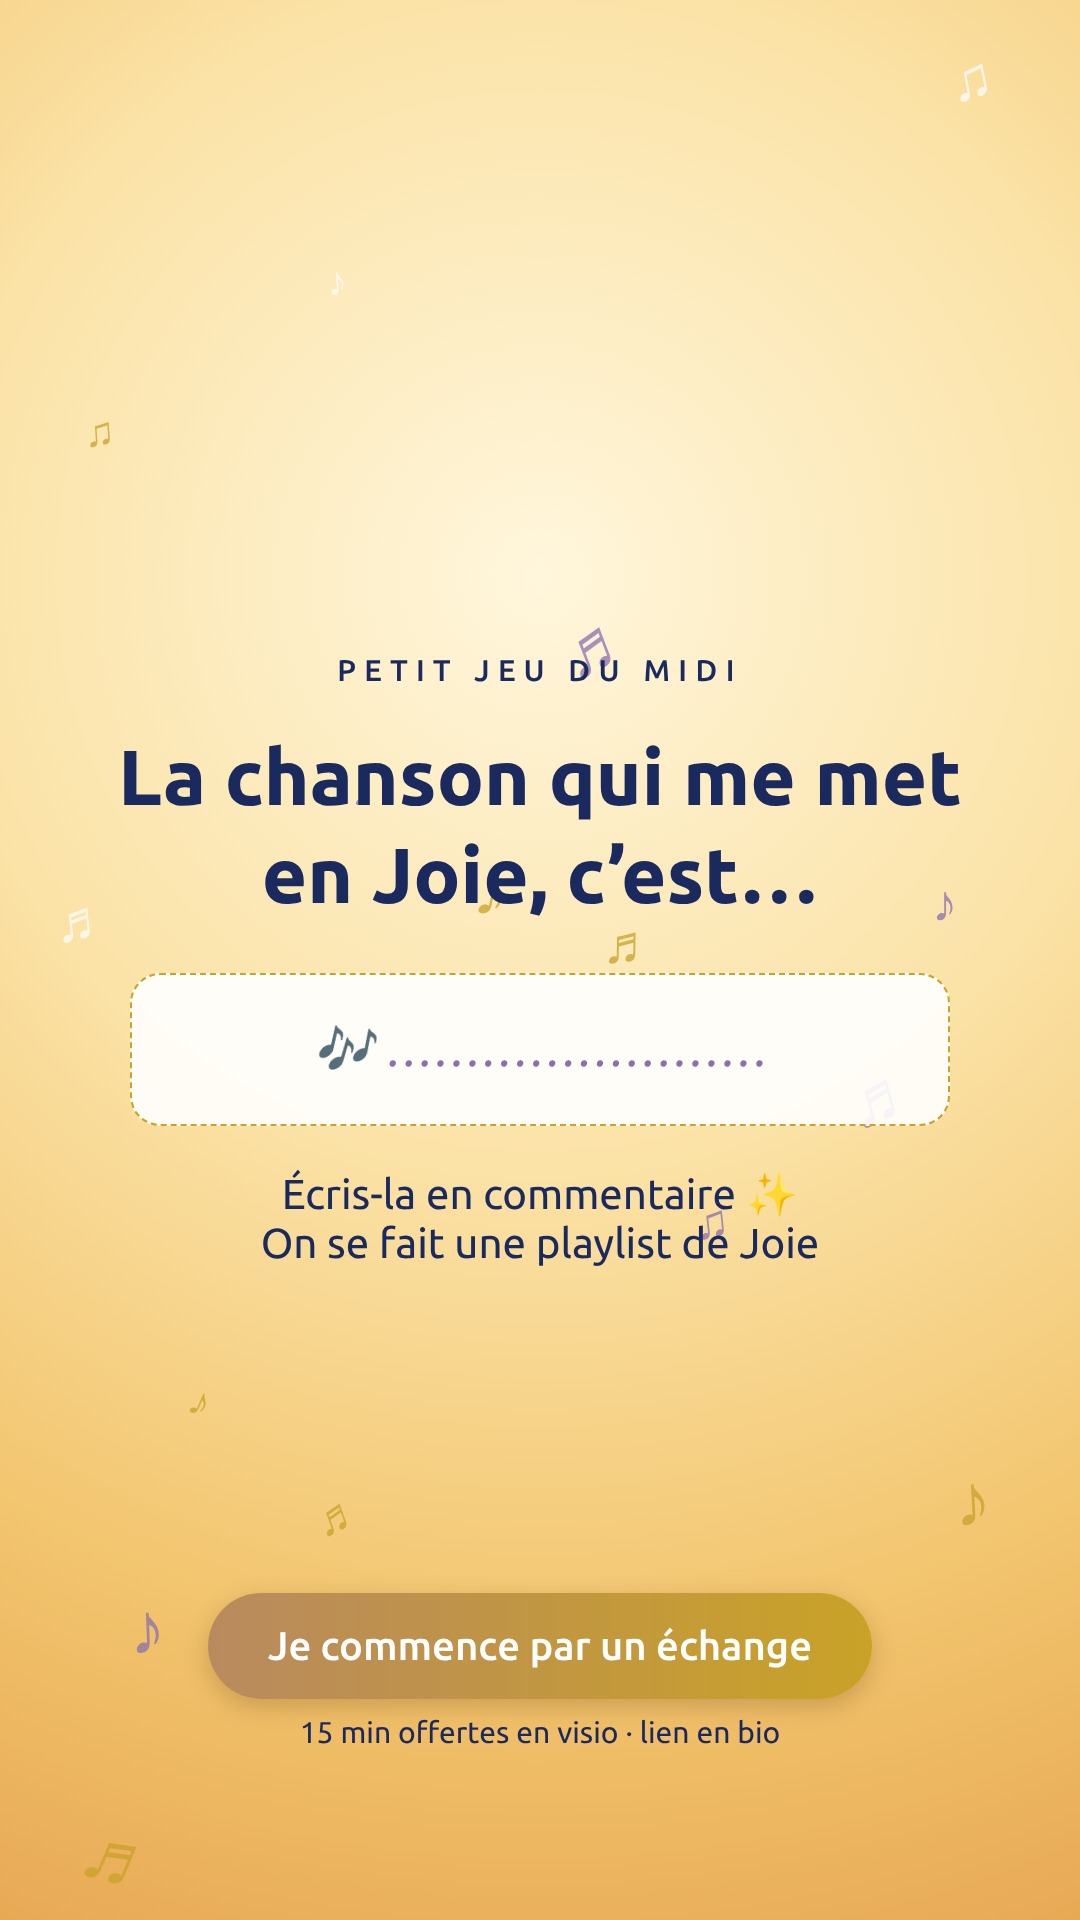 PETIT JEU DU MIDI
La chanson qui me met
en Joie, c’est…
🎶 ........................
Écris-la en commentaire ✨
On se fait une playlist de Joie
Je commence par un échange
15 min offertes en visio · lien en bio